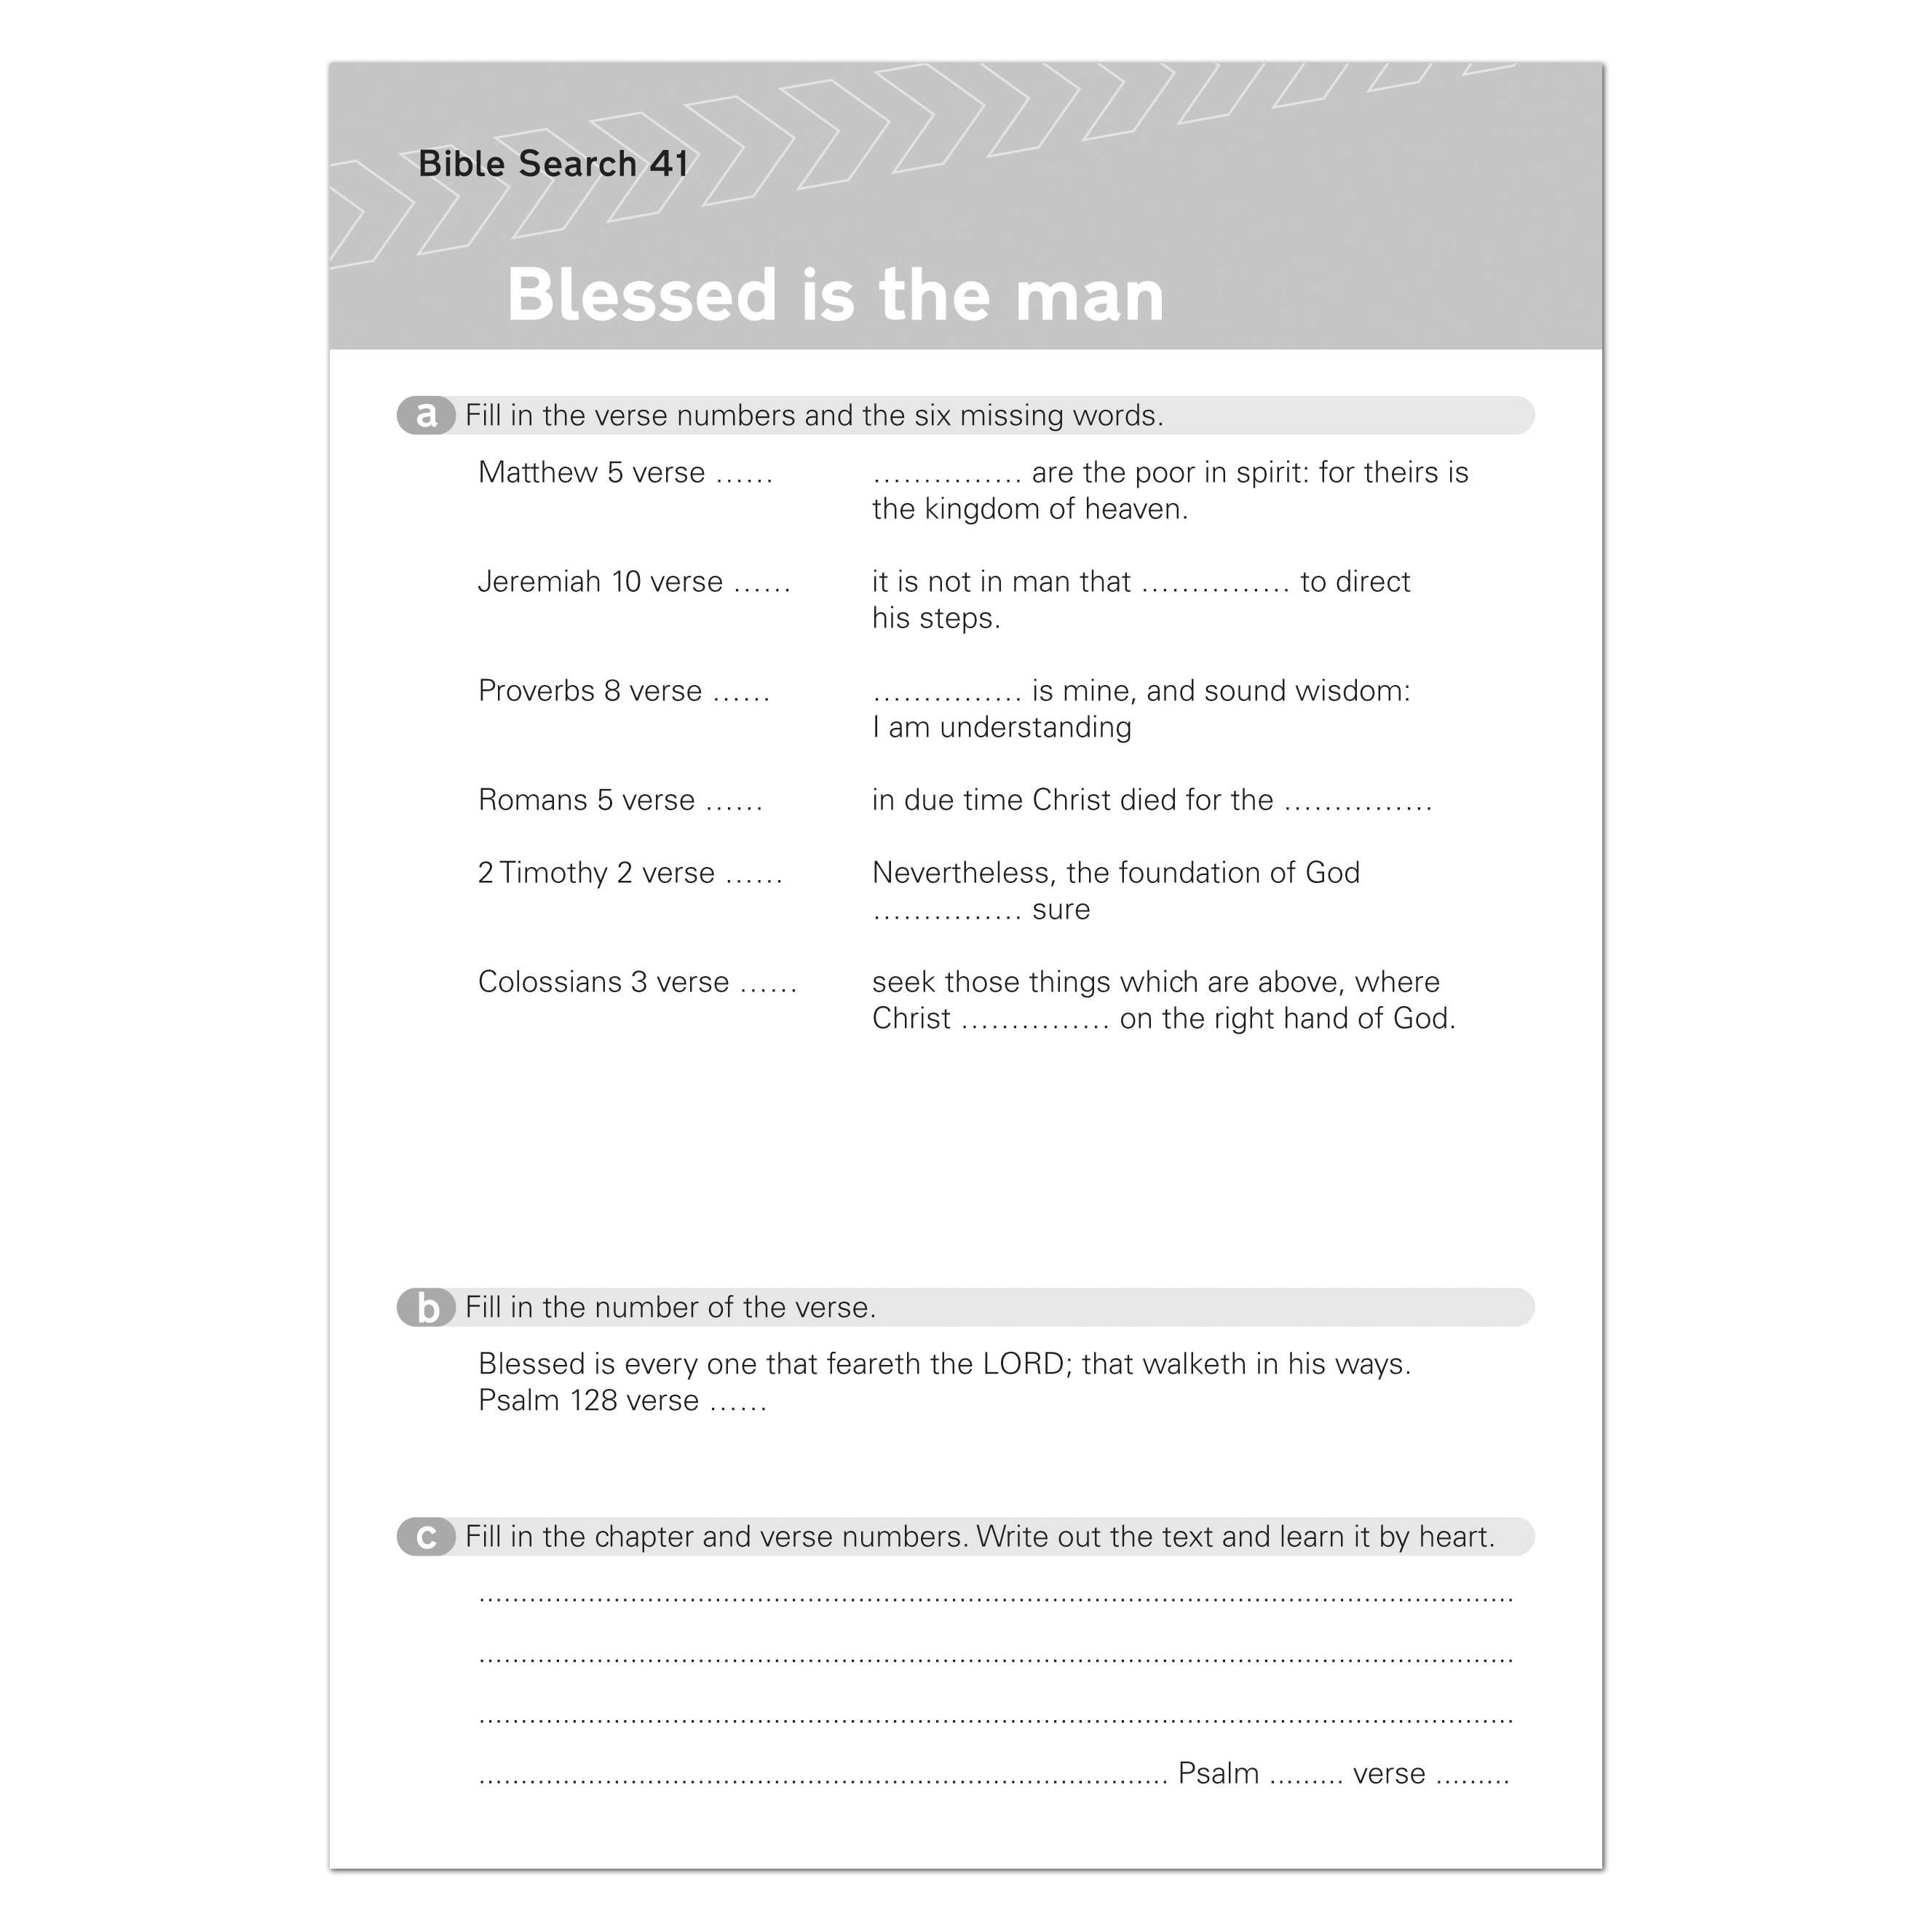 Bible Search 41
Blessed is the man
a Fill in the verse numbers and the six missing words.
Matthew 5 verse ...... ............... are the poor in spirit: for theirs is
the kingdom of heaven.
Jeremiah 10 verse ...... it is not in man that ............... to direct
his steps.
Proverbs 8 verse ...... ............... is mine, and sound wisdom:
I am understanding
Romans 5 verse ...... in due time Christ died for the ...............
2 Timothy 2 verse ...... Nevertheless, the foundation of God
............... sure
Colossians 3 verse ...... seek those things which are above, where
Christ ............... on the right hand of God.
b Fill in the number of the verse.
Blessed is every one that feareth the LORD; that walketh in his ways.
Psalm 128 verse ......
c Fill in the chapter and verse numbers. Write out the text and learn it by heart.
Psalm ......... verse .........